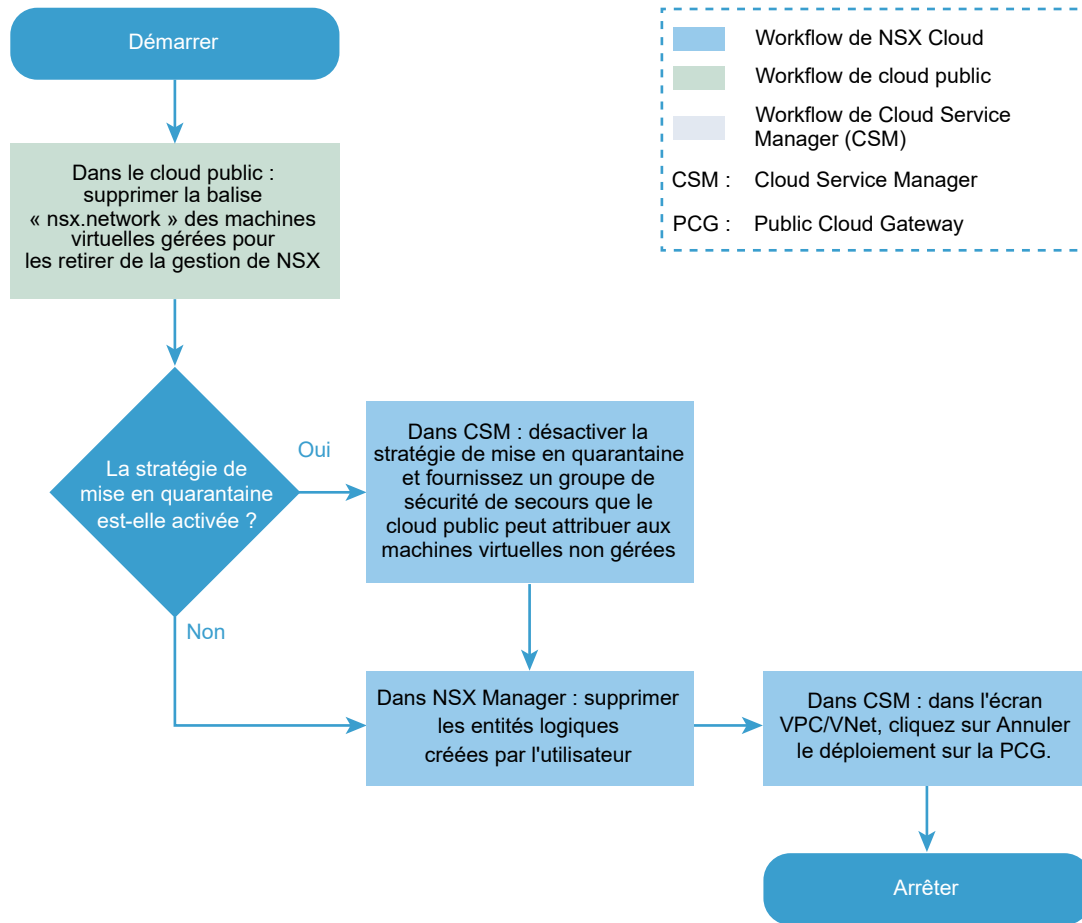 Démarrer
Workflow de NSX Cloud
Workflow de cloud public
Workflow de Cloud Service
Manager (CSM)
CSM : Cloud Service Manager
PCG : Public Cloud Gateway
Dans le cloud public :
supprimer la balise
« nsx.network » des machines
virtuelles gérées pour
les retirer de la gestion de NSX
La stratégie de
mise en quarantaine
est-elle activée ?
Oui
Dans CSM : désactiver la
stratégie de mise en quarantaine
et fournissez un groupe de
sécurité de secours que le
cloud public peut attribuer aux
machines virtuelles non gérées
Non
Dans NSX Manager : supprimer
les entités logiques
créées par l'utilisateur
Dans CSM : dans l'écran
VPC/VNet, cliquez sur Annuler
le déploiement sur la PCG.
Arrêter